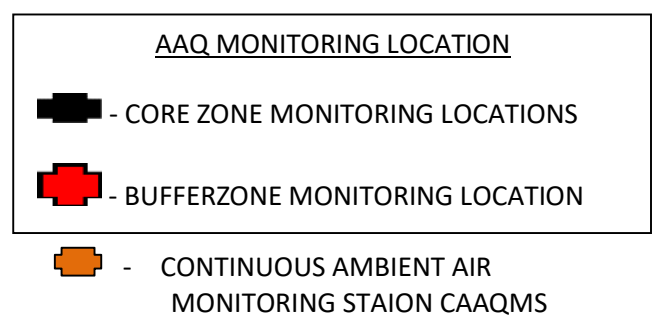 AAQ MONITORING LOCATION
- CORE ZONE MONITORING LOCATIONS
- BUFFERZONE MONITORING LOCATION
- CONTINUOUS AMBIENT AIR
MONITORING STAION CAAQMS